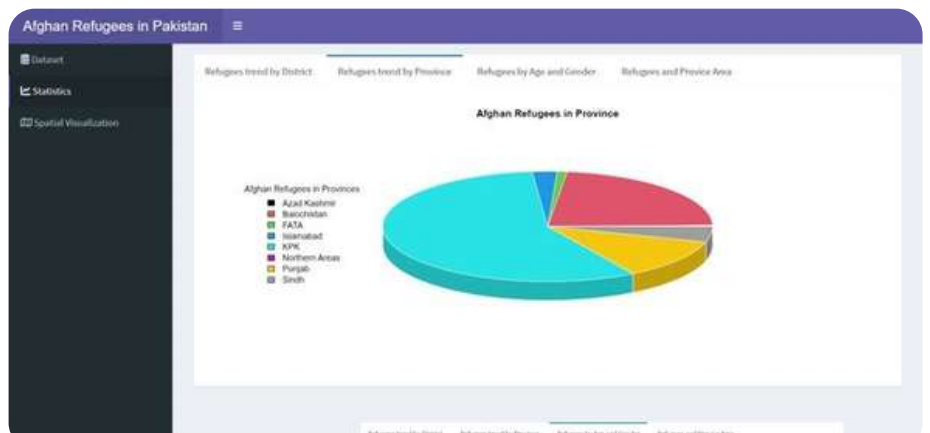 Afghan Refugees in Pakistan
Dataset
Statistics
Spatial Visualization
Refugees trend by District
Refugees trend by Province
Refugees by Age and Gender
Refugees and Provice Area
Afghan Refugees in Province
Afghan Refugees in Provinces
Azad Kashmir
Balochistan
FATA
Islamabad
KPK
Northern Areas
Punjab
Sindh